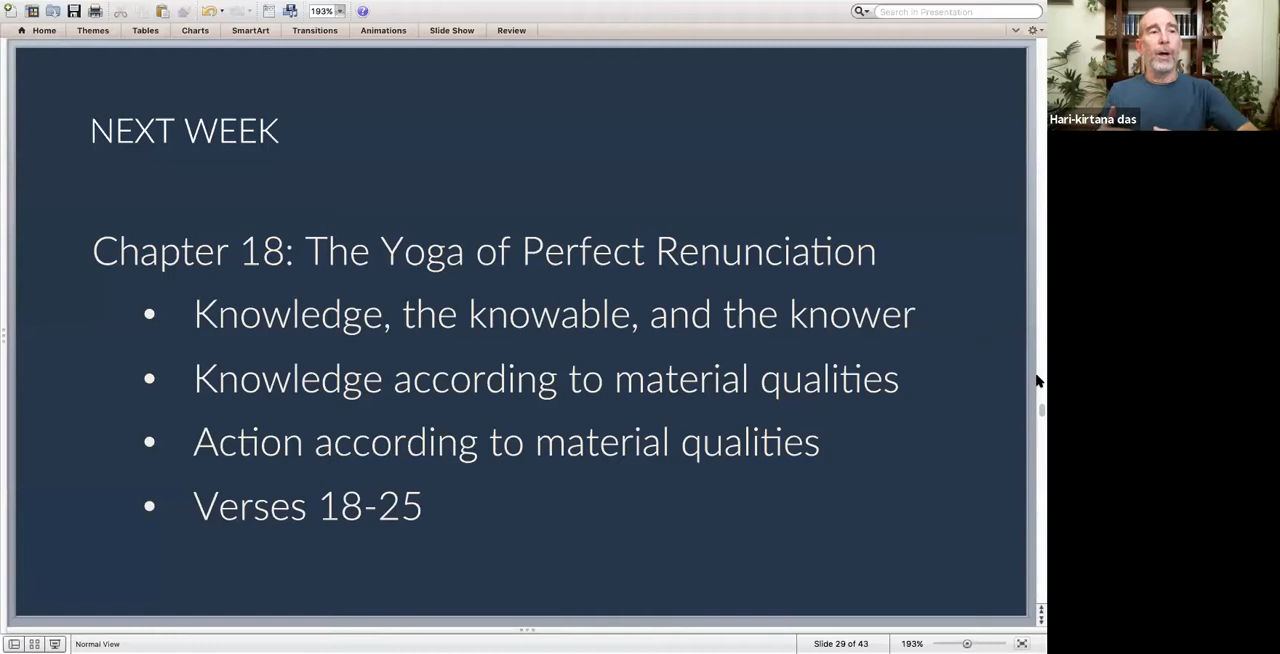 193%
Search in Presentation
Home Themes Tables Charts SmartArt Transitions Animations Slide Show Review
Hari-kirtana das
NEXT WEEK
Chapter 18: The Yoga of Perfect Renunciation
• Knowledge, the knowable, and the knower
• Knowledge according to material qualities
• Action according to material qualities
• Verses 18-25
Normal View Slide 29 of 43 193%